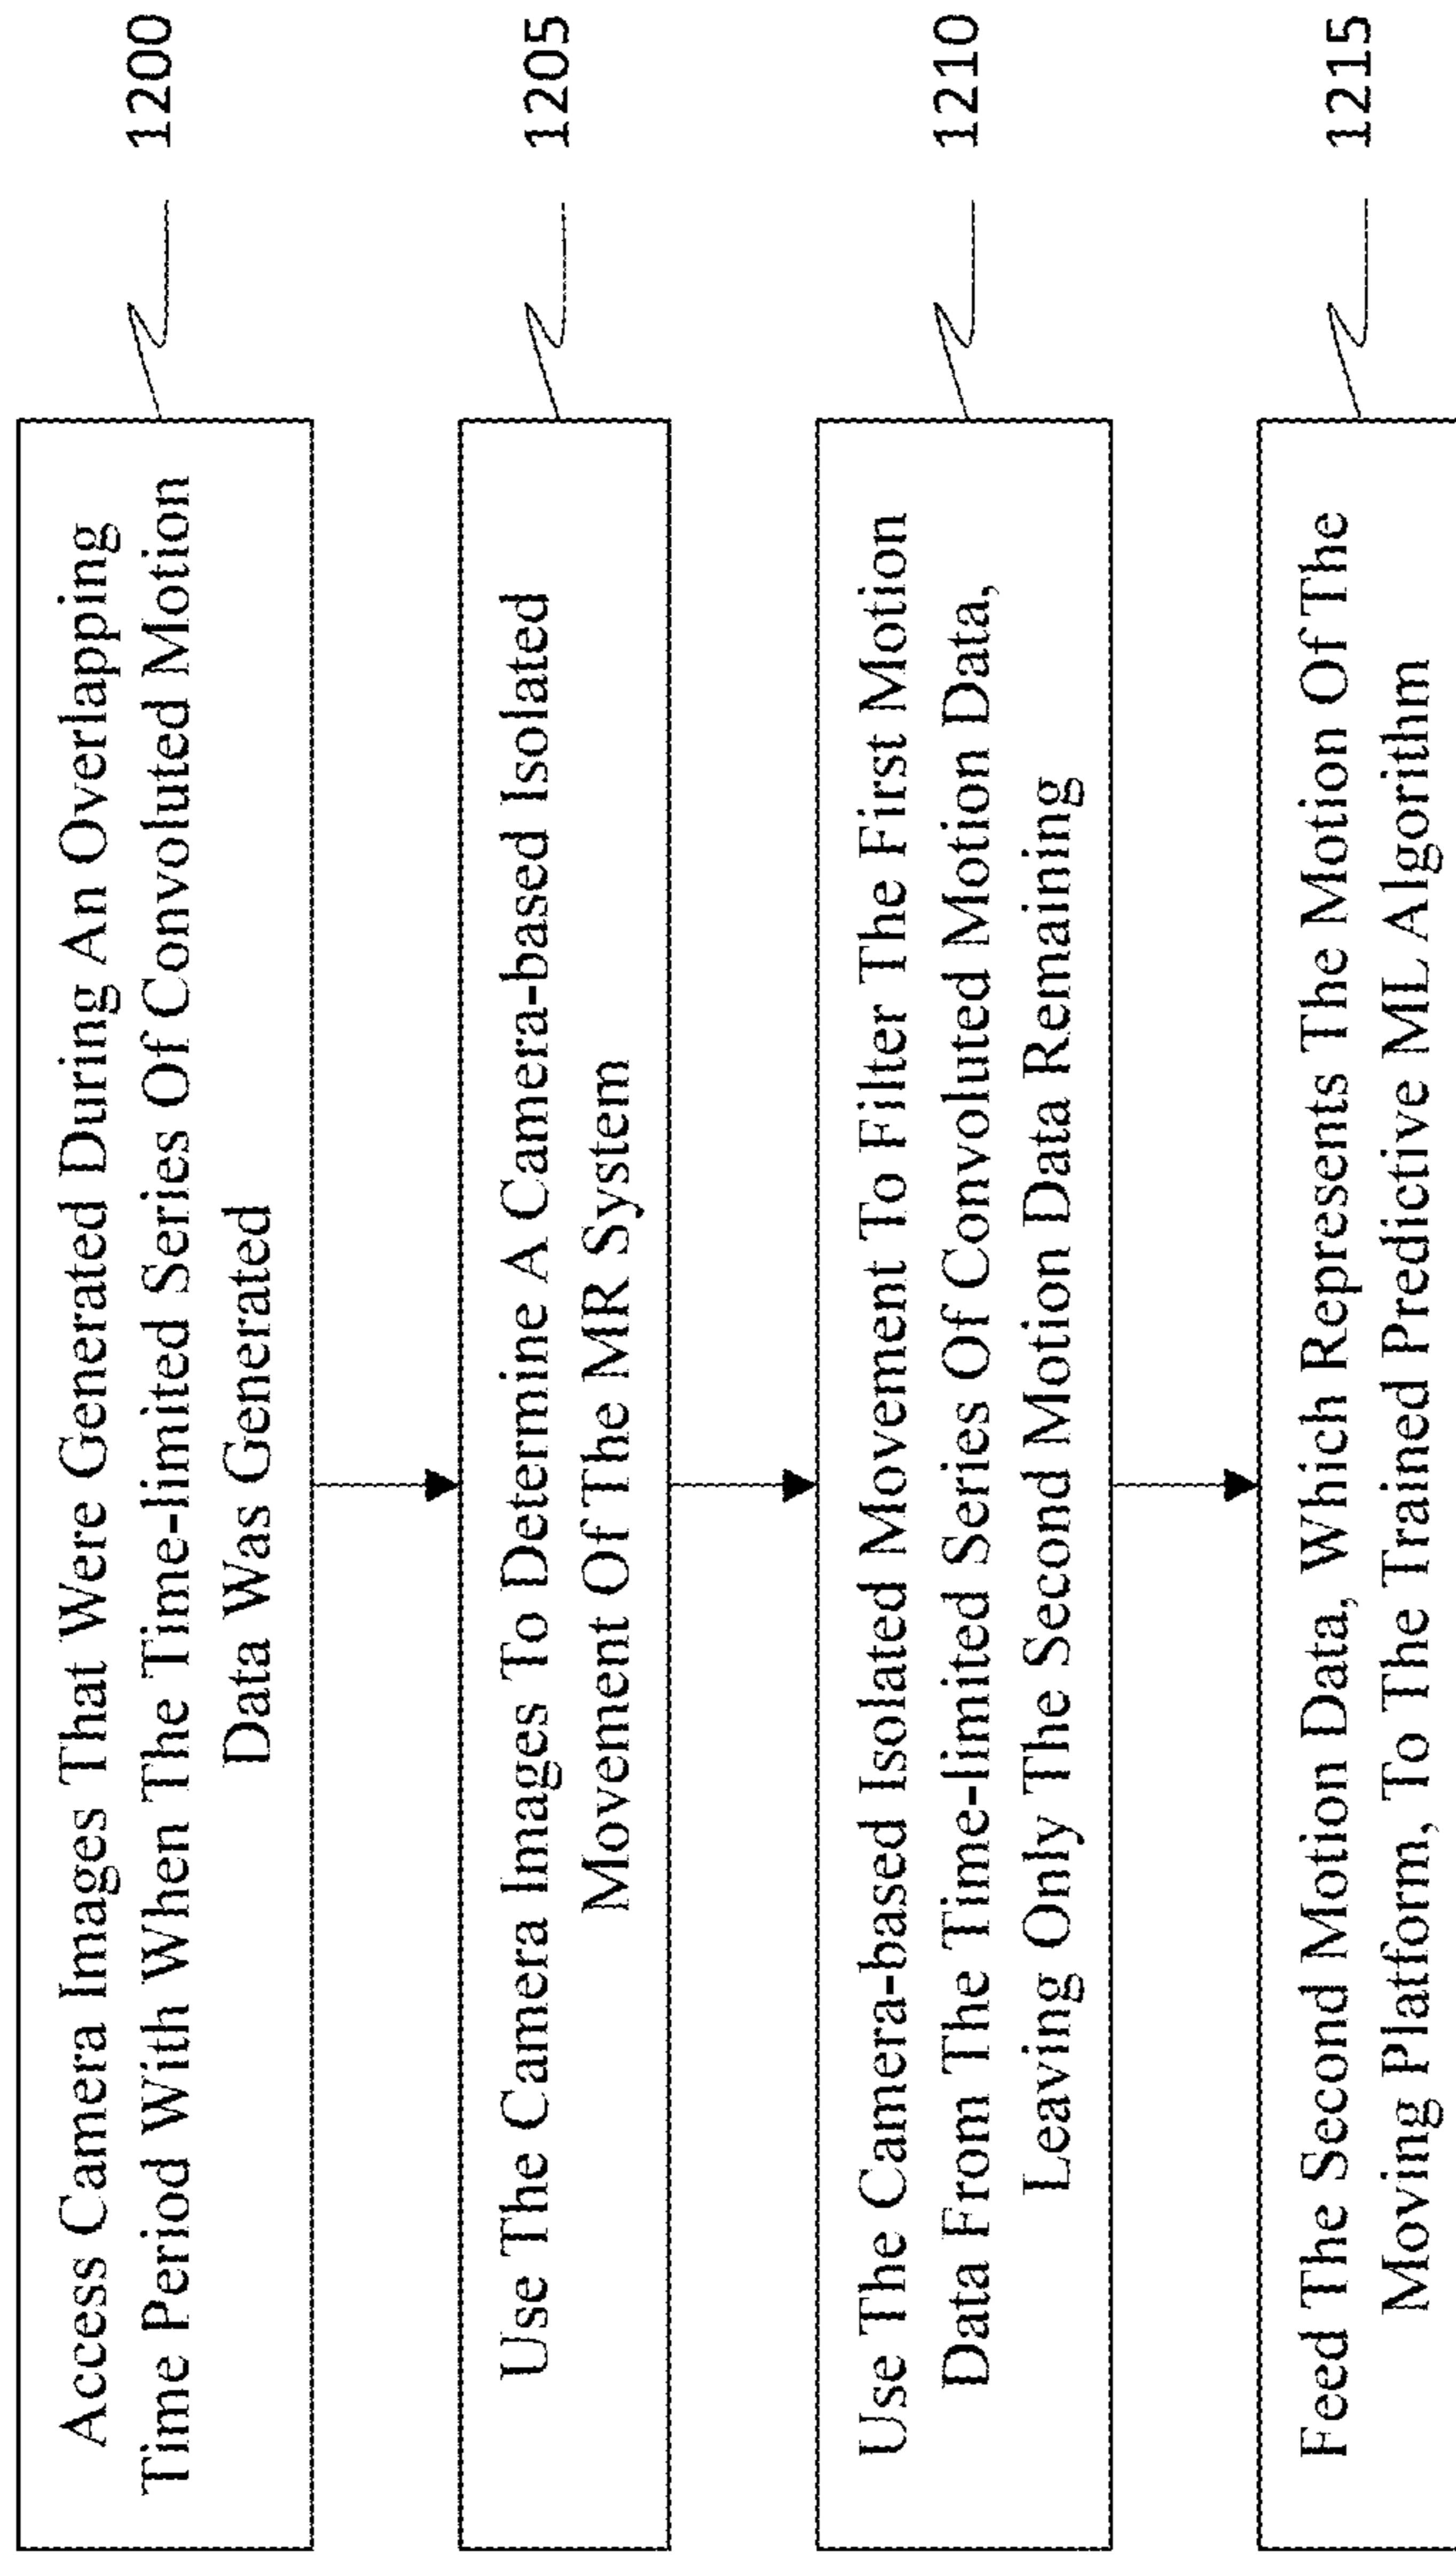 Access Camera Images That Were Generated During An Overlapping
Time Period With When The Time-limited Series Of Convoluted Motion
Data Was Generated
1200
Use The Camera Images To Determine A Camera-based Isolated
Movement Of The MR System
1205
Use The Camera-based Isolated Movement To Filter The First Motion
Data From The Time-limited Series Of Convoluted Motion Data,
Leaving Only The Second Motion Data Remaining
1210
Feed The Second Motion Data, Which Represents The Motion Of The
Moving Platform, To The Trained Predictive ML Algorithm
1215